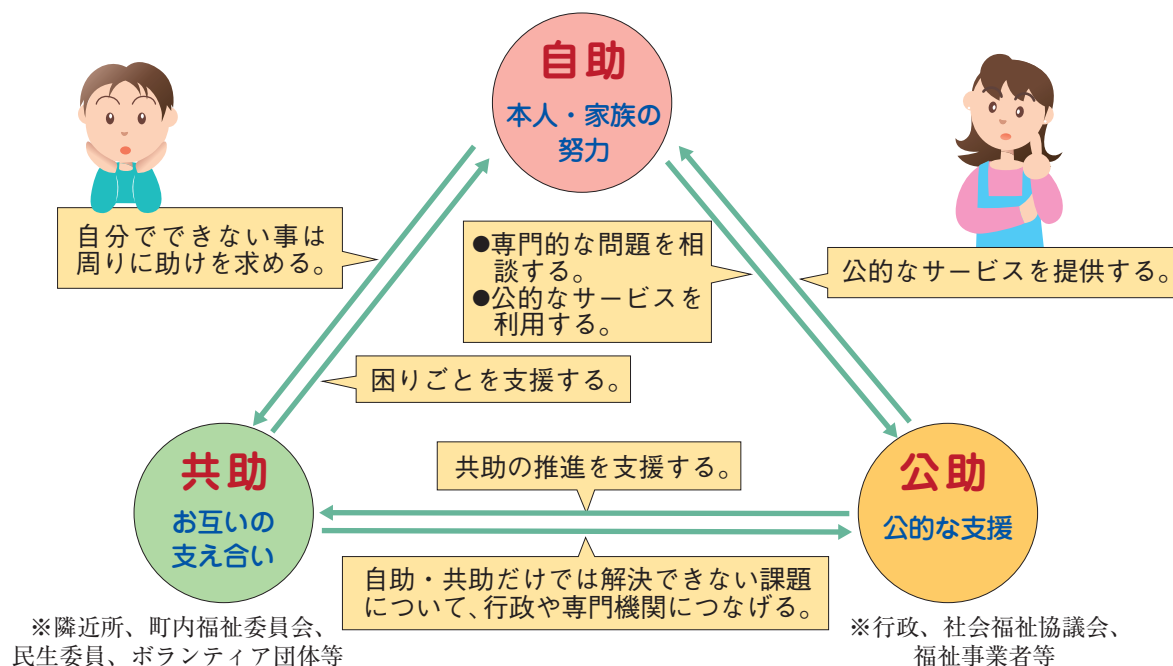 自助
本人・家族の
努力
自分でできない事は
周りに助けを求める。
●専門的な問題を相
談する。
●公的なサービスを
利用する。
公的なサービスを提供する。
困りごとを支援する。
共助
お互いの
支え合い
共助の推進を支援する。
公助
公的な支援
自助・共助だけでは解決できない課題
について、行政や専門機関につなげる。
※隣近所、町内福祉委員会、
民生委員、ボランティア団体等
※行政、社会福祉協議会、
福祉事業者等